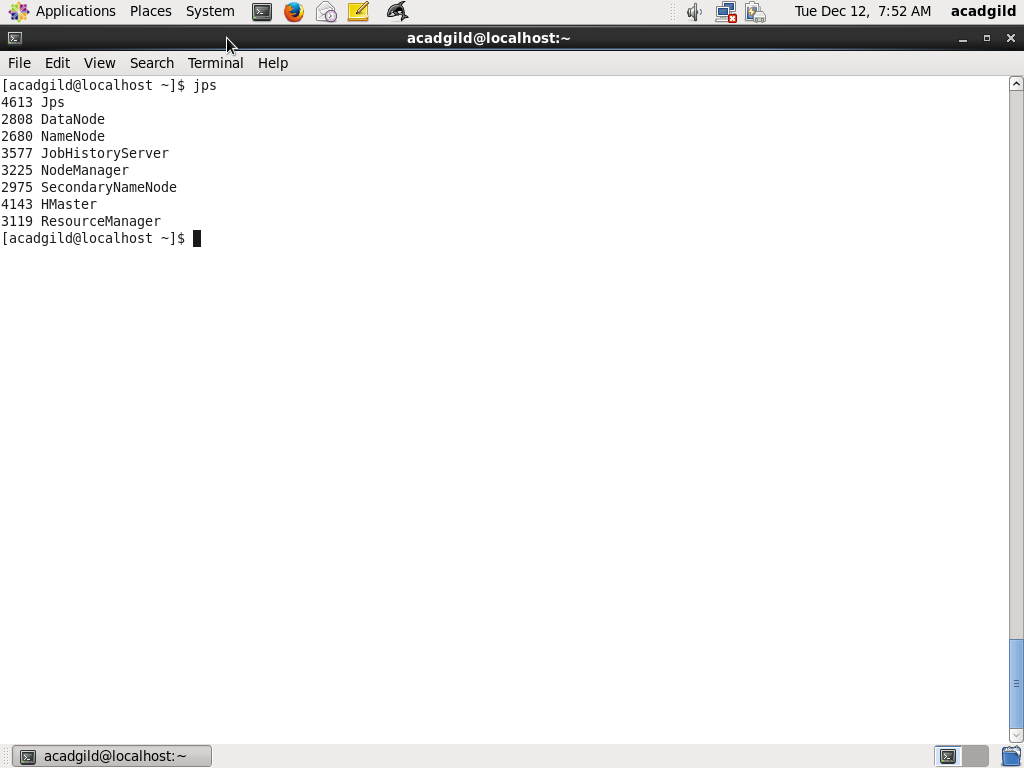 Applications Places System Tue Dec 12, 7:52 AM acadgild
acadgild@localhost:~
File Edit View Search Terminal Help
[acadgild@localhost ~]$ jps
4613 Jps
2808 DataNode
2680 NameNode
3577 JobHistoryServer
3225 NodeManager
2975 SecondaryNameNode
4143 HMaster
3119 ResourceManager
[acadgild@localhost ~]$
acadgild@localhost:~